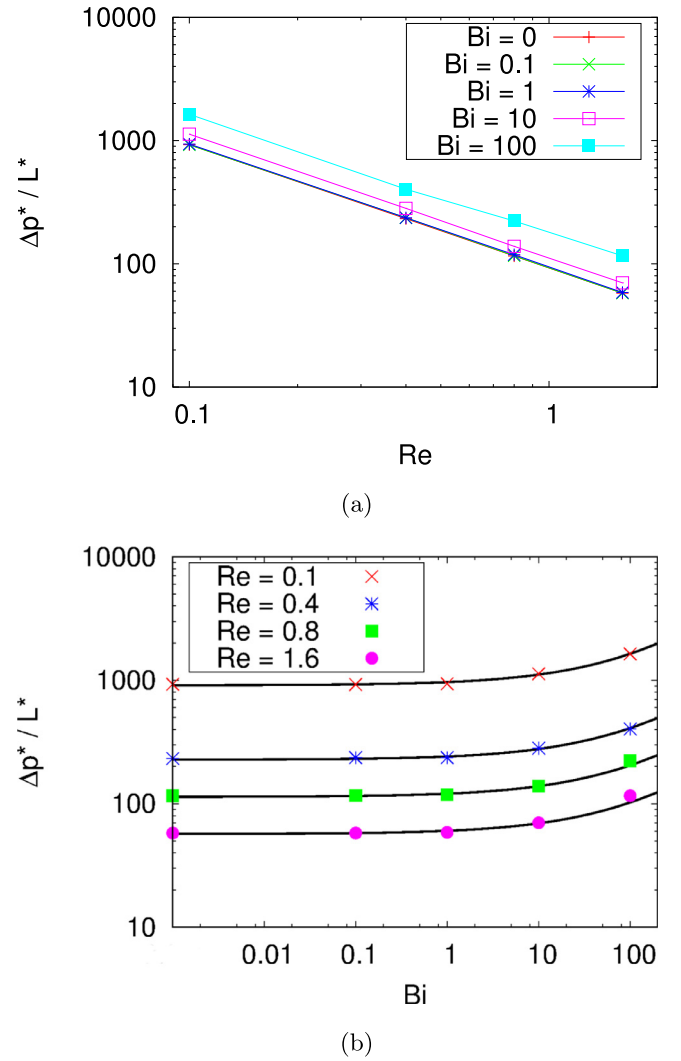 10000
1000
100
10
Δp* / L*
Bi = 0
Bi = 0.1
Bi = 1
Bi = 10
Bi = 100
0.1
1
Re
(a)
10000
1000
100
10
Δp* / L*
Re = 0.1
Re = 0.4
Re = 0.8
Re = 1.6
0.01
0.1
1
10
100
Bi
(b)